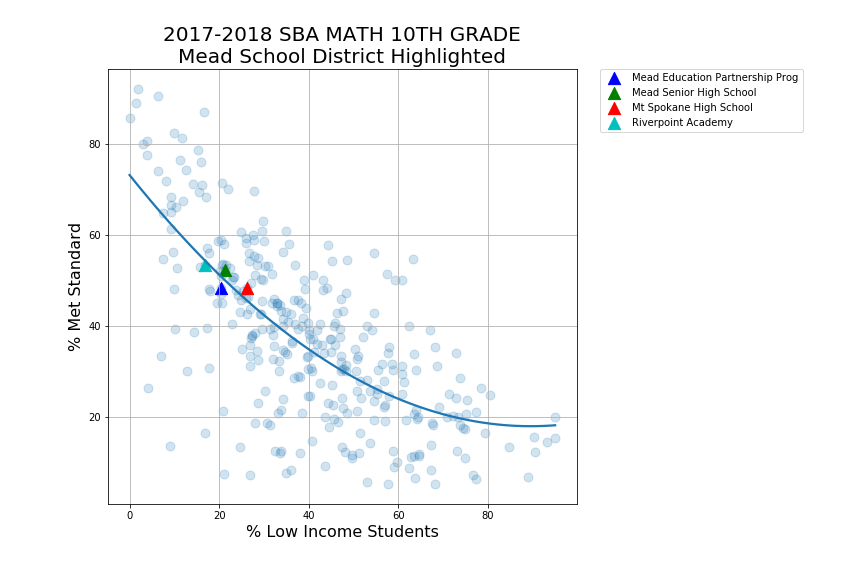 2017-2018 SBA MATH 10TH GRADE
Mead School District Highlighted
Mead Education Partnership Prog
Mead Senior High School
Mt Spokane High School
Riverpoint Academy
% Met Standard
80
60
40
20
0
20
40
60
80
% Low Income Students